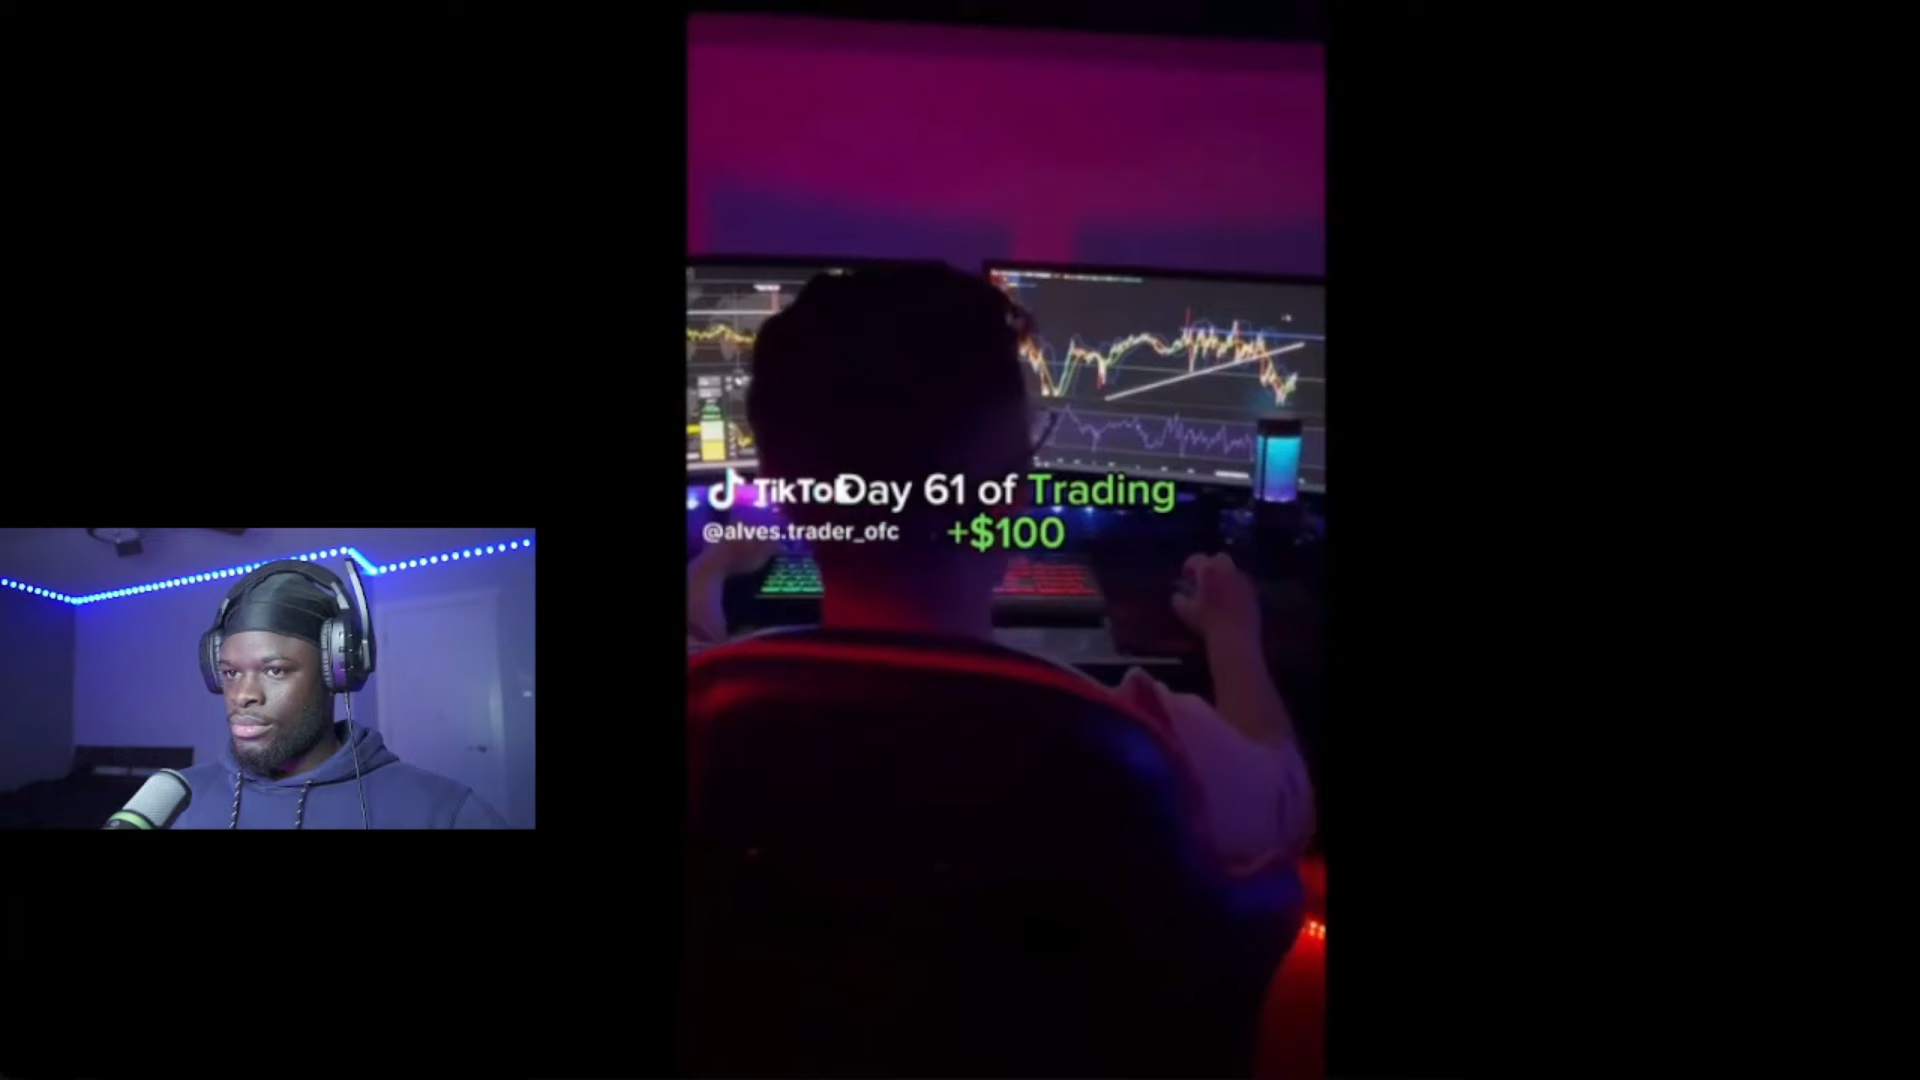 TikTok Day 61 of Trading
@alves.trader_ofc +$100